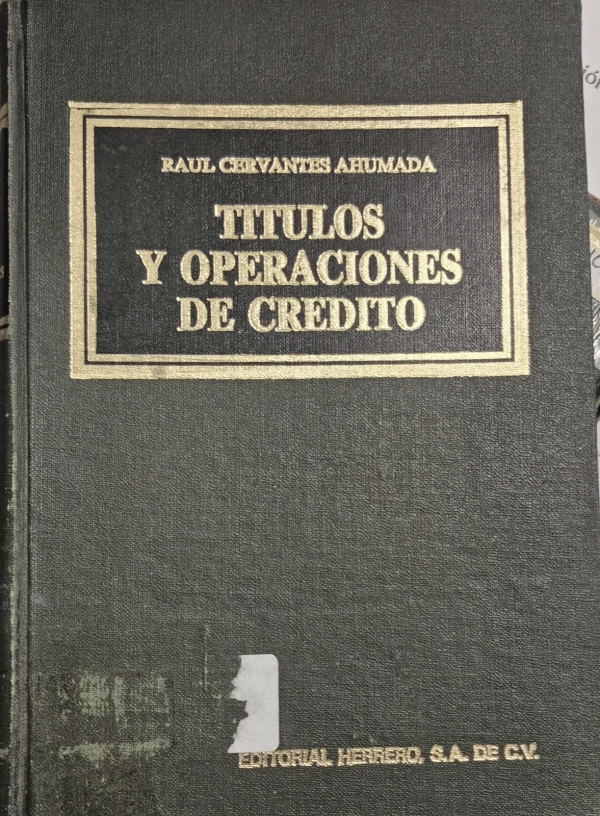 RAUL CERVANTES AHUMADA
TITULOS
Y OPERACIONES
DE CREDITO
EDITORIAL HERRERO, S.A. DE C.V.